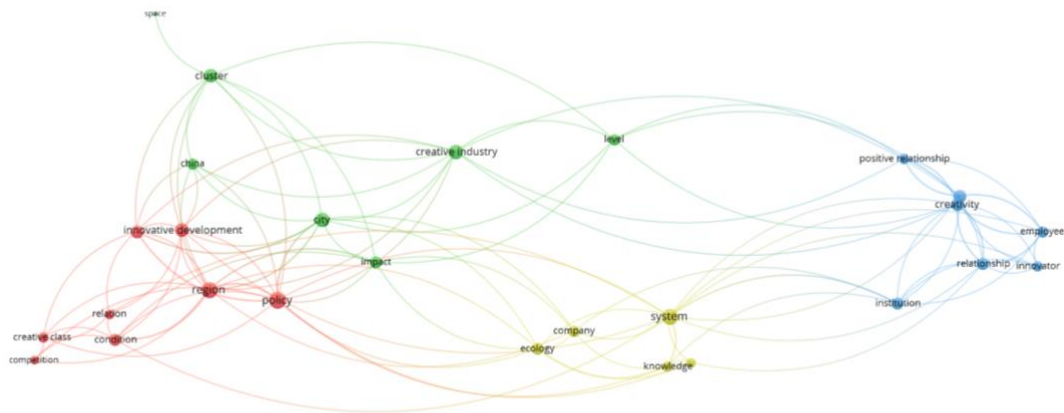 space
cluster
level
creative industry
positive relationship
china
creativity
city
innovative development
employee
impact
relationship
innovator
region
policy
institution
relation
system
company
creative class
condition
ecology
competition
knowledge